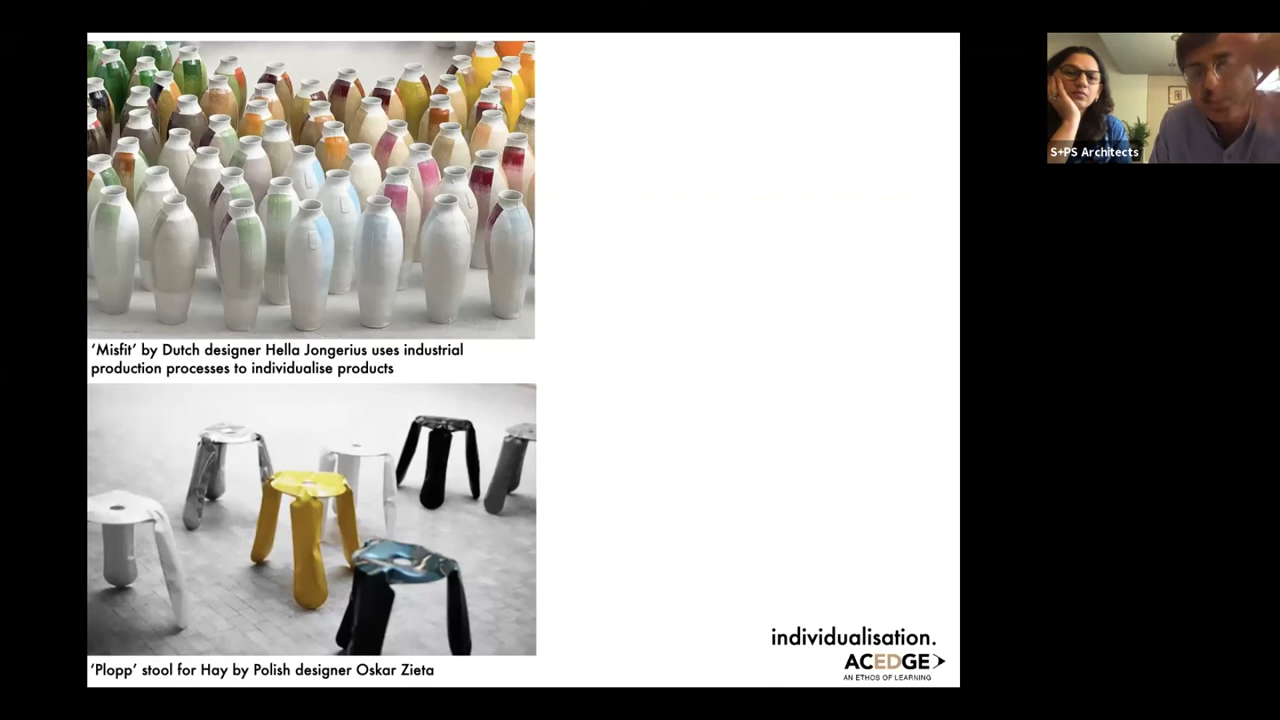 S+PS Architects
‘Misfit’ by Dutch designer Hella Jongerius uses industrial
production processes to individualise products
‘Plopp’ stool for Hay by Polish designer Oskar Zieta
individualisation.
ACEDGE
AN ETHOS OF LEARNING